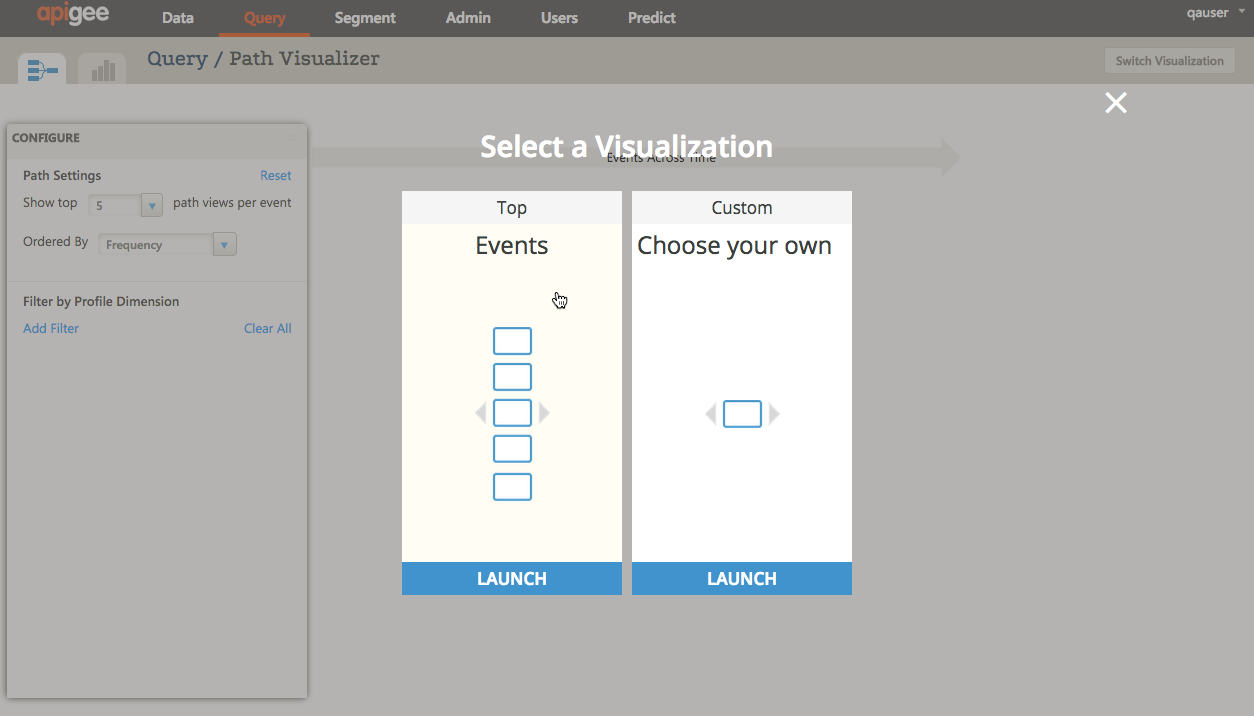 apigee
Data Query Segment Admin Users Predict
qauser
Query / Path Visualizer
Switch Visualization
CONFIGURE
Path Settings Reset
Show top 5 path views per event
Ordered By Frequency
Filter by Profile Dimension
Add Filter Clear All
Select a Visualization
Events Across Time
Top
Events
LAUNCH
Custom
Choose your own
LAUNCH